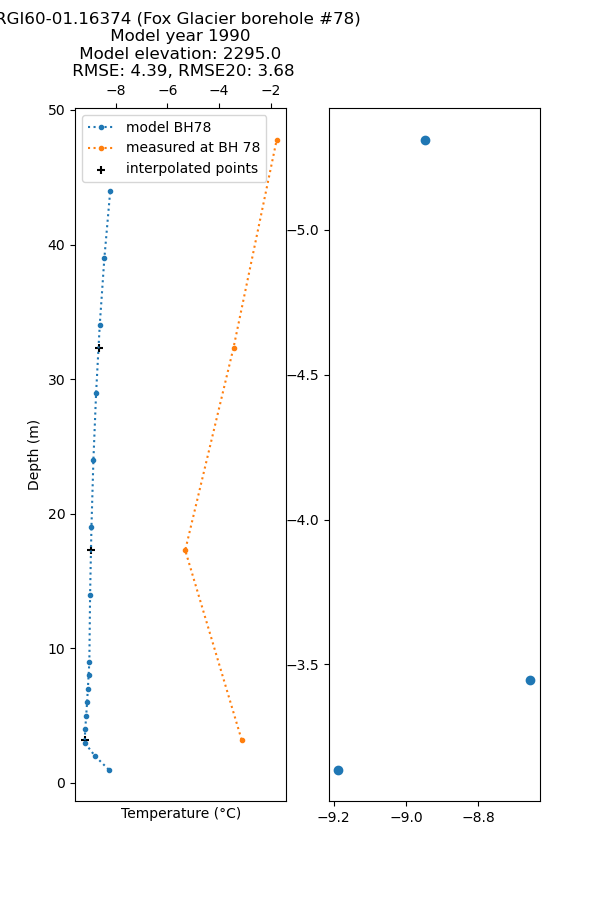 RGI60-01.16374 (Fox Glacier borehole #78)
Model year 1990
Model elevation: 2295.0
RMSE: 4.39, RMSE20: 3.68
−8 −6 −4 −2
50
40
30
20
10
0
Depth (m)
model BH78
measured at BH 78
interpolated points
Temperature (°C)
−5.0
−4.5
−4.0
−3.5
−9.2 −9.0 −8.8